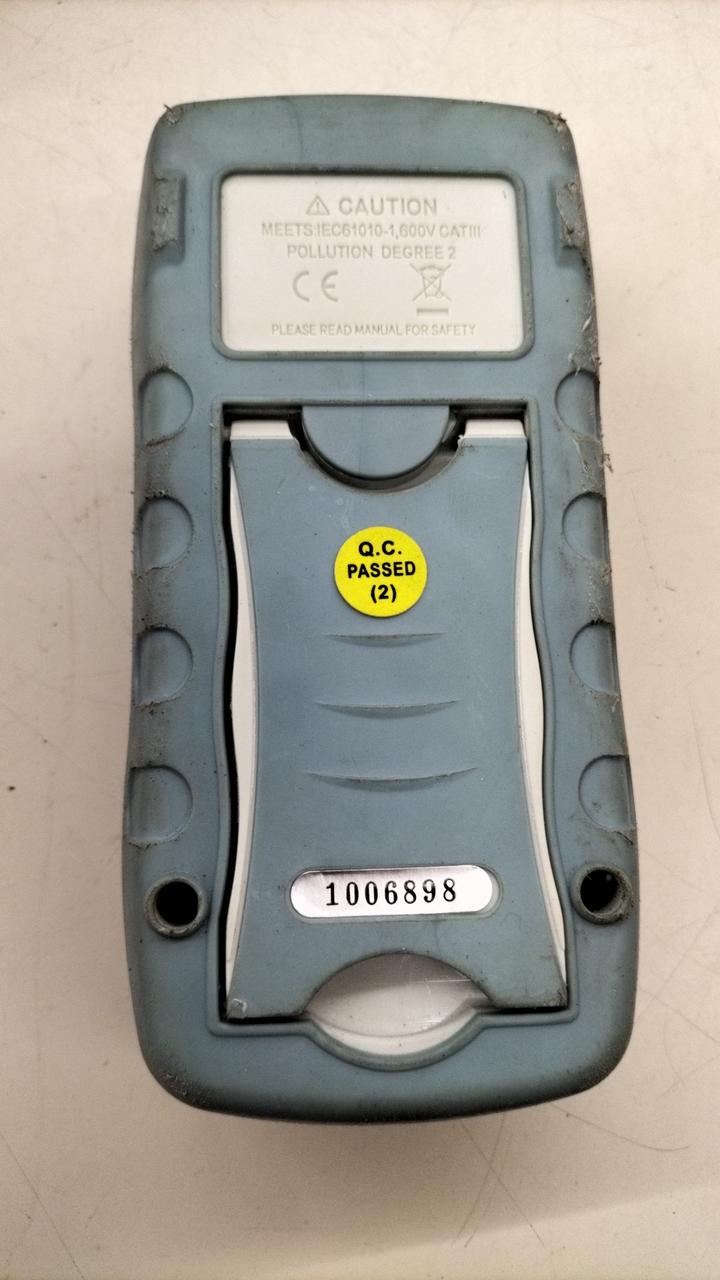 ⚠ CAUTION
MEETS:IEC61010-1,600V CATIII
POLLUTION DEGREE 2
CE
PLEASE READ MANUAL FOR SAFETY
Q.C.
PASSED
(2)
1006898